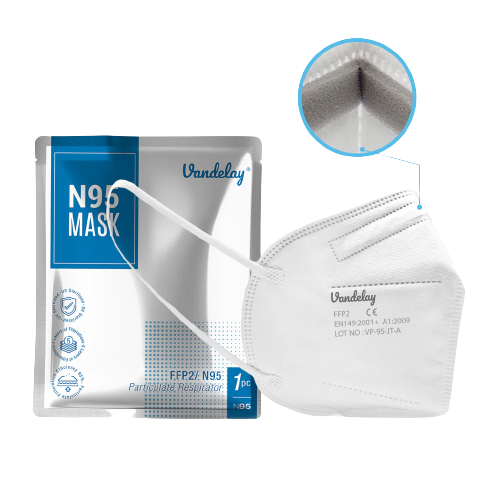 Vandelay®
N95
MASK
FFP2/ N95
Particulate Respirator
1pc
N95
Vandelay
FFP2 CE
EN149:2001+ A1:2009
LOT NO : VP-95-JT-A